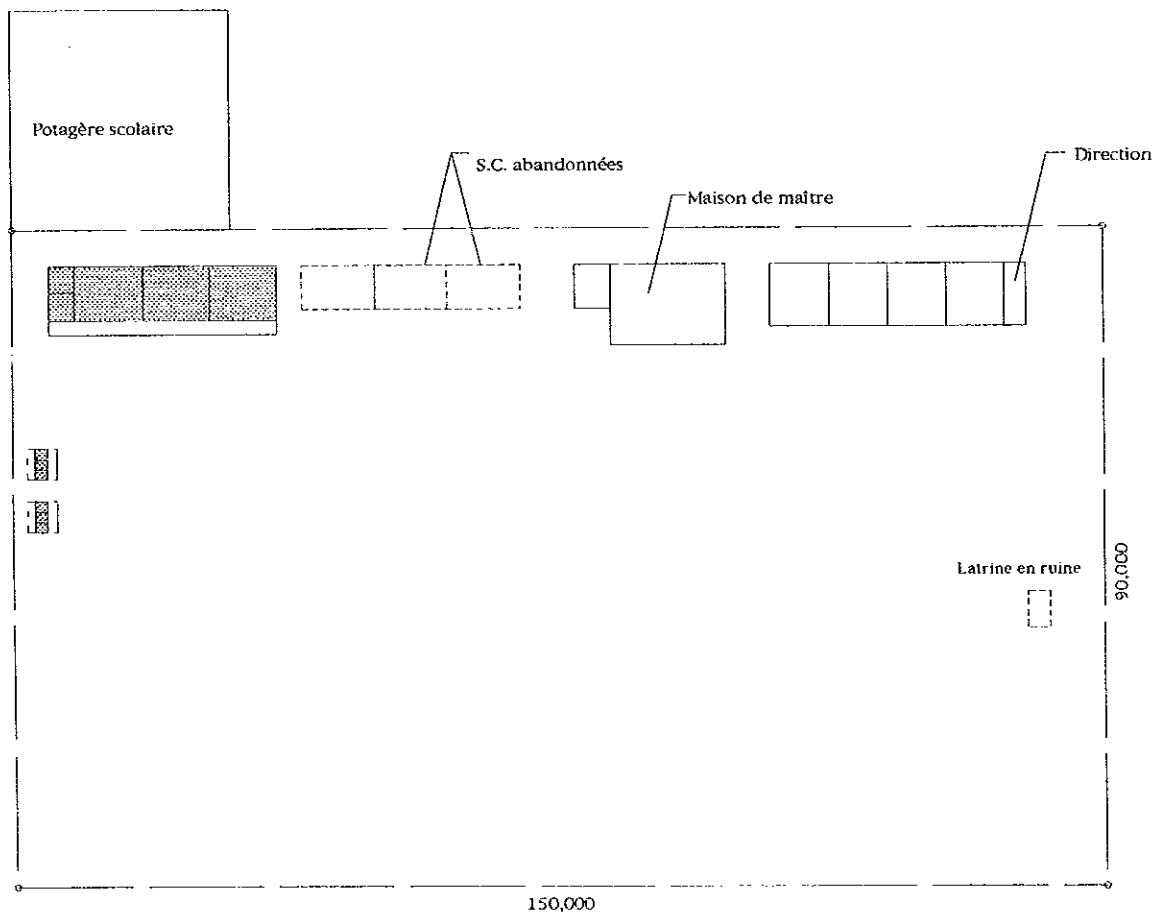 Potagère scolaire
S.C. abandonnées
Direction
Maison de maître
Latrine en ruine
90,000
150,000